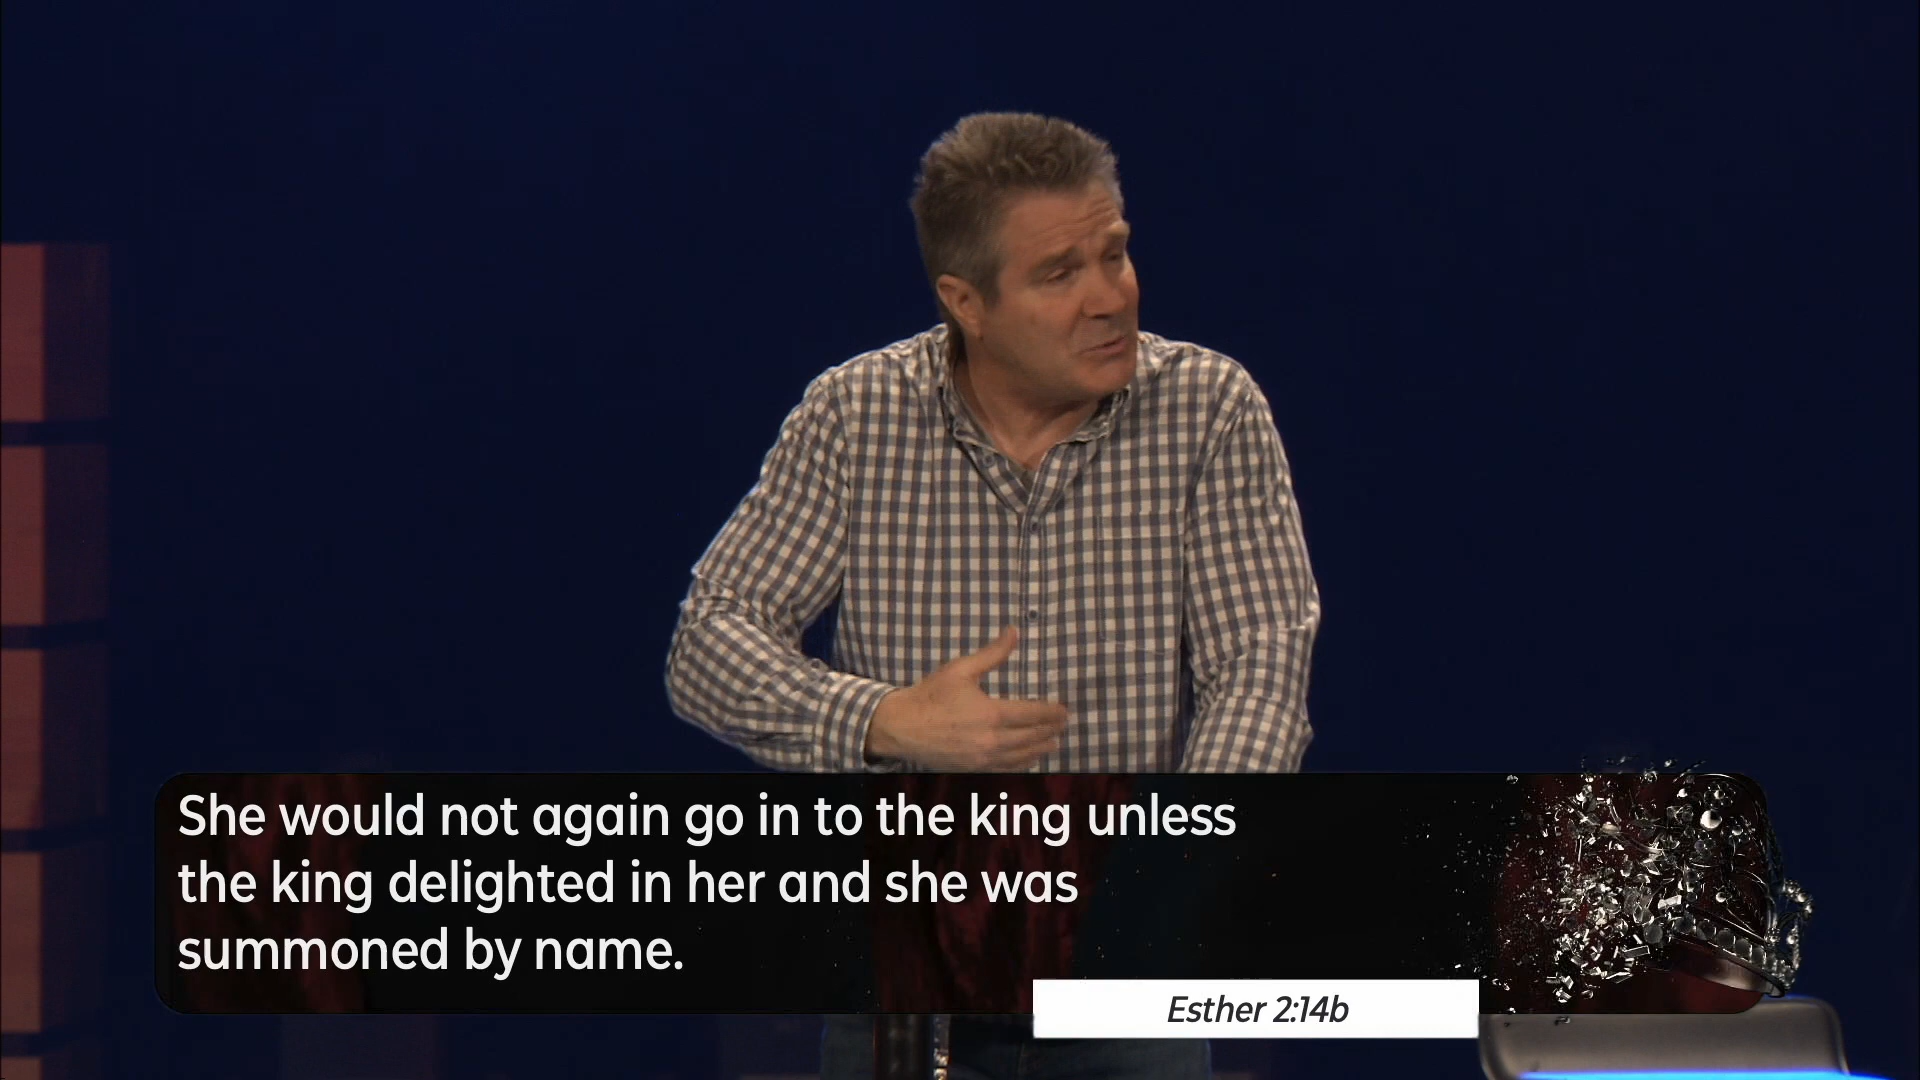 She would not again go in to the king unless
the king delighted in her and she was
summoned by name.
Esther 2:14b